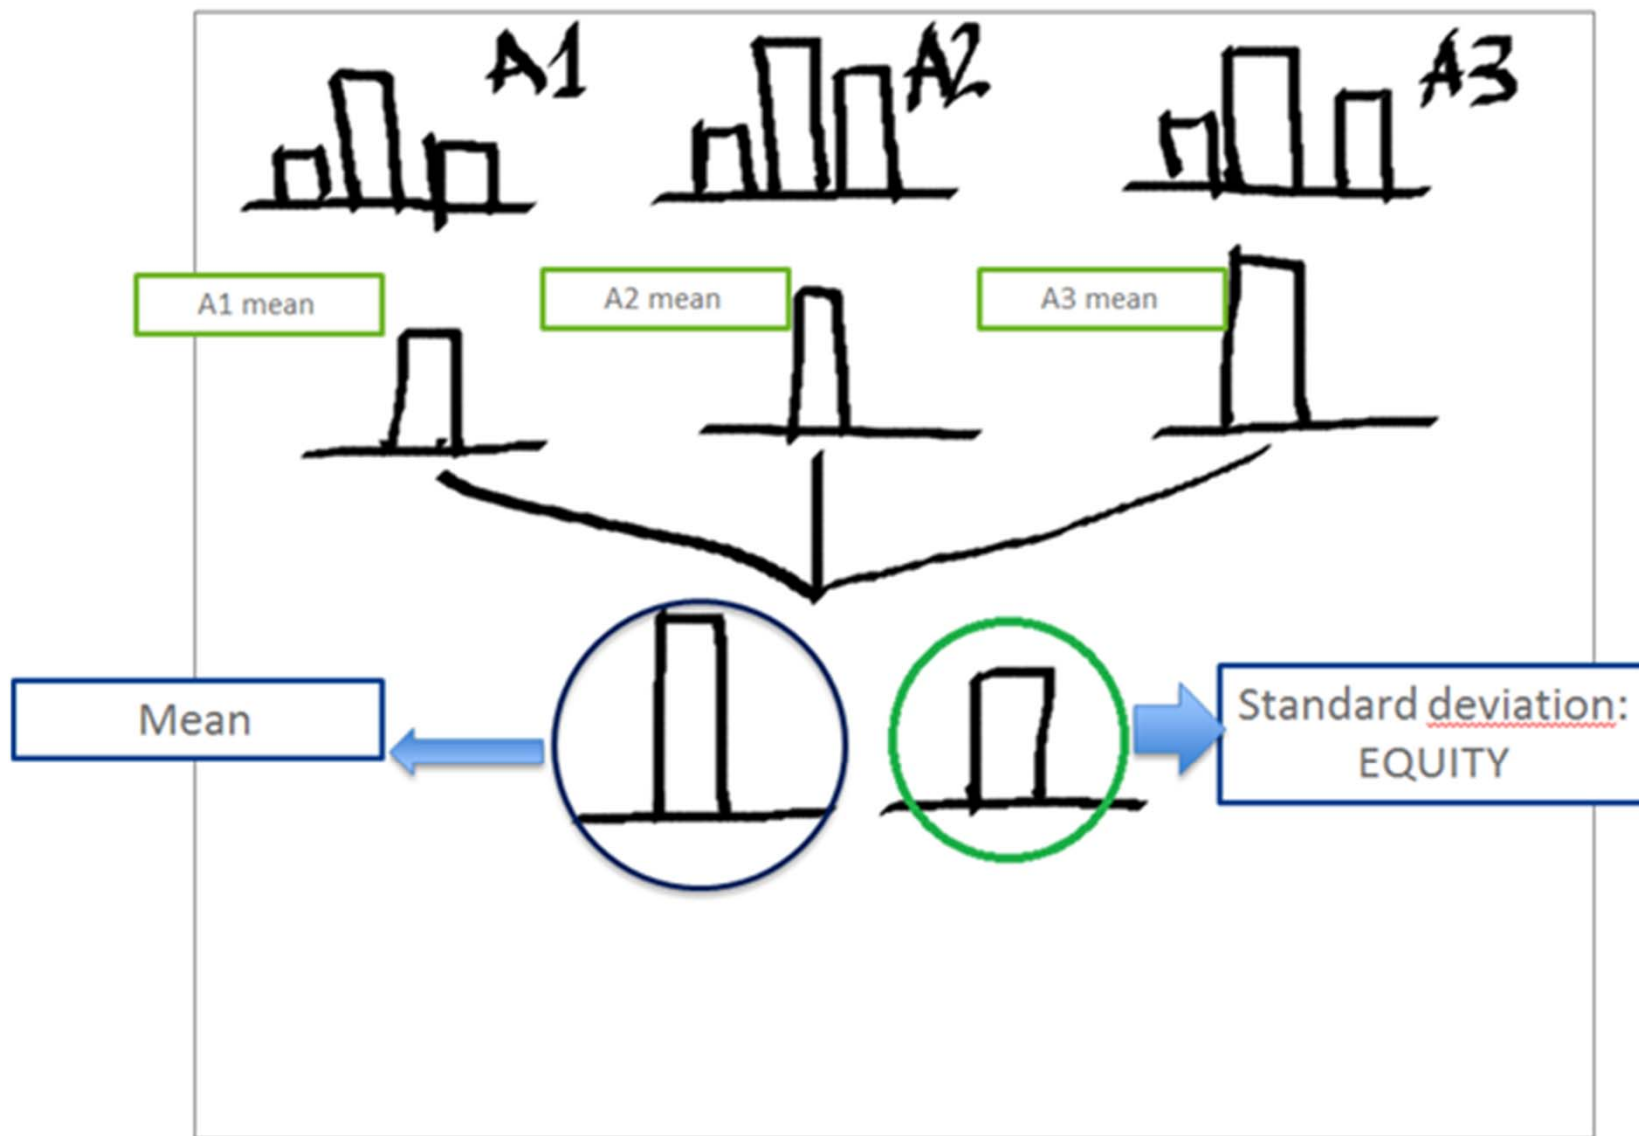 A1
A2
A3
A1 mean
A2 mean
A3 mean
Mean
Standard deviation:
EQUITY